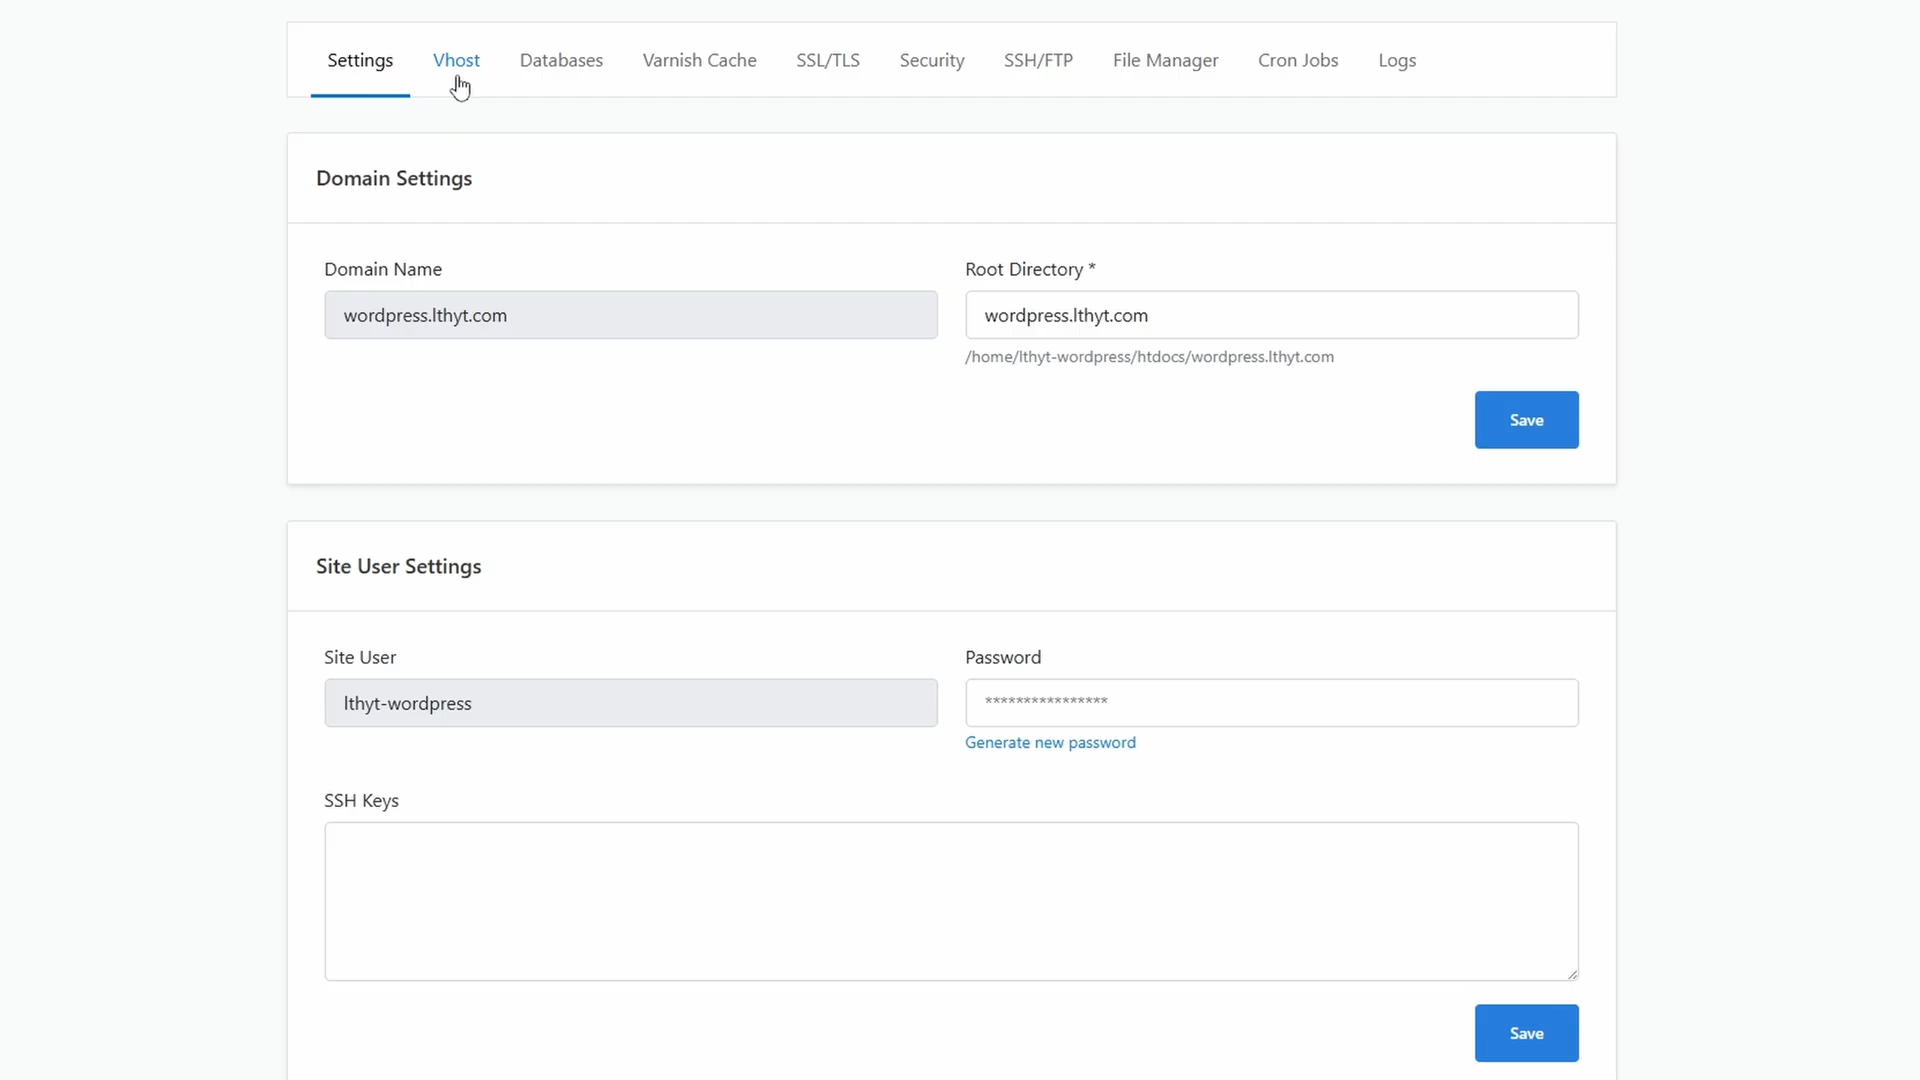 Settings Vhost Databases Varnish Cache SSL/TLS Security SSH/FTP File Manager Cron Jobs Logs
Domain Settings
Domain Name Root Directory *
wordpress.lthyt.com wordpress.lthyt.com
/home/lthyt-wordpress/htdocs/wordpress.lthyt.com
Save
Site User Settings
Site User Password
lthyt-wordpress ****************
Generate new password
SSH Keys
Save